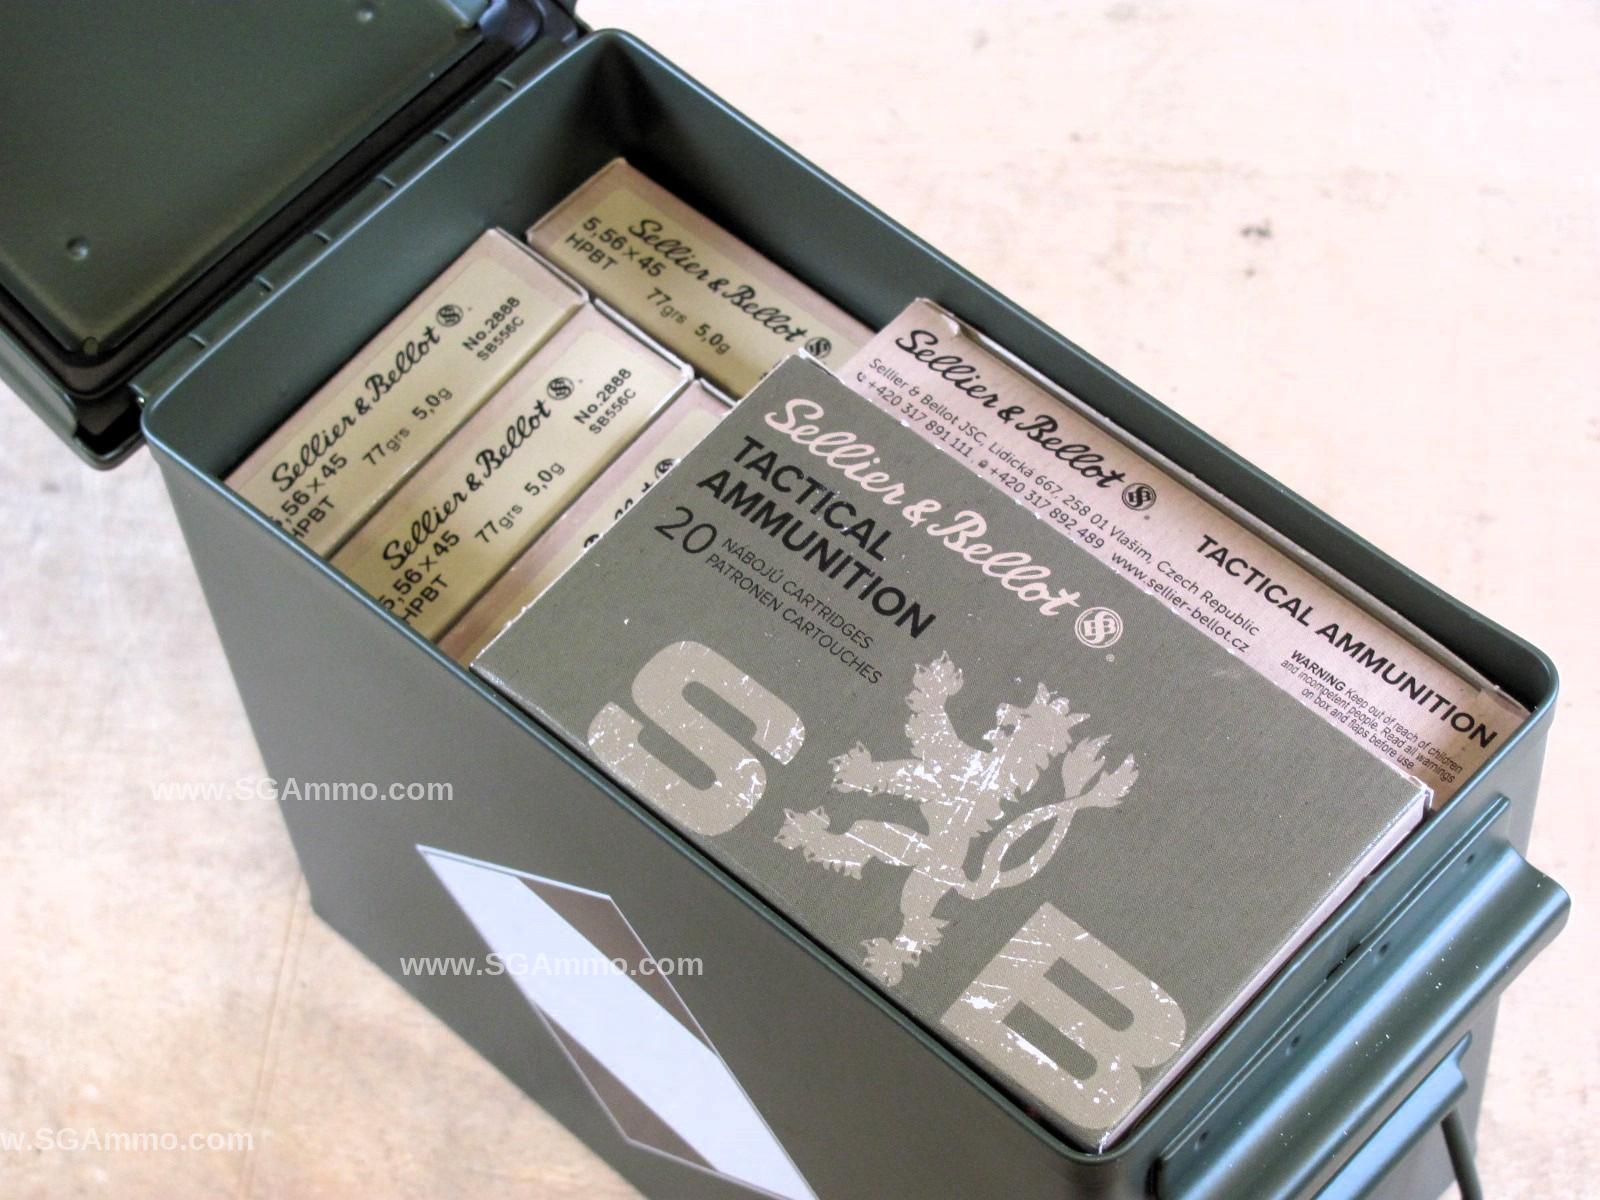 Sellier & Bellot
5,56×45
HPBT
77grs 5,0g
Sellier & Bellot
No.2888
SB556C
77grs 5,0g
5,56×45
HPBT
Sellier & Bellot
No.2888
SB556C
77grs 5,0g
5,56×45
HPBT
Sellier & Bellot
Sellier & Bellot JSC, Lidická 667, 258 01 Vlašim, Czech Republic
+420 317 891 111, +420 317 892 489 www.sellier-bellot.cz
TACTICAL AMMUNITION
WARNING Keep out of reach of children
and incompetent people. Read all warnings
on box and flaps before use
Sellier & Bellot
TACTICAL
AMMUNITION
20 NÁBOJŮ CARTRIDGES
PATRONEN CARTOUCHES
S
B
www.SGAmmo.com
www.SGAmmo.com
w.SGAmmo.com